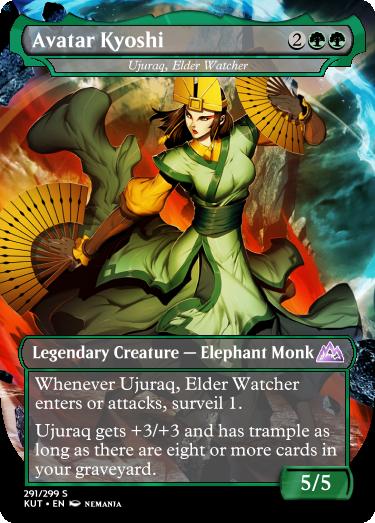 Avatar Kyoshi 2
Ujuraq, Elder Watcher
Legendary Creature — Elephant Monk
Whenever Ujuraq, Elder Watcher
enters or attacks, surveil 1.
Ujuraq gets +3/+3 and has trample as
long as there are eight or more cards in
your graveyard.
5/5
291/299 S
KUT • EN NEMANIA